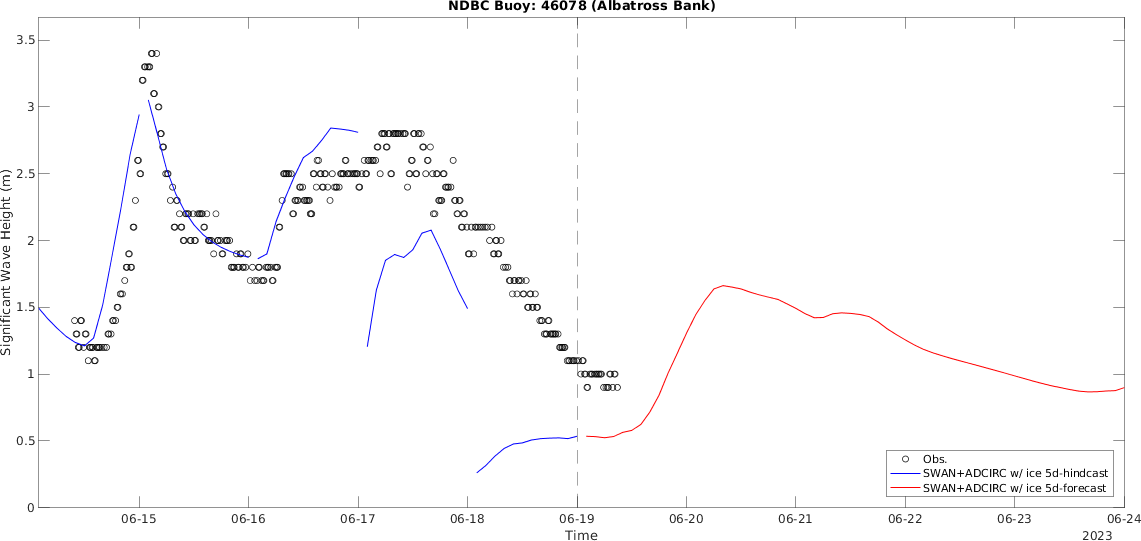 NDBC Buoy: 46078 (Albatross Bank)
Significant Wave Height (m)
3.5
3
2.5
2
1.5
1
0.5
0
Obs.
SWAN+ADCIRC w/ ice 5d-hindcast
SWAN+ADCIRC w/ ice 5d-forecast
06-15 06-16 06-17 06-18 06-19 06-20 06-21 06-22 06-23 06-24
Time
2023